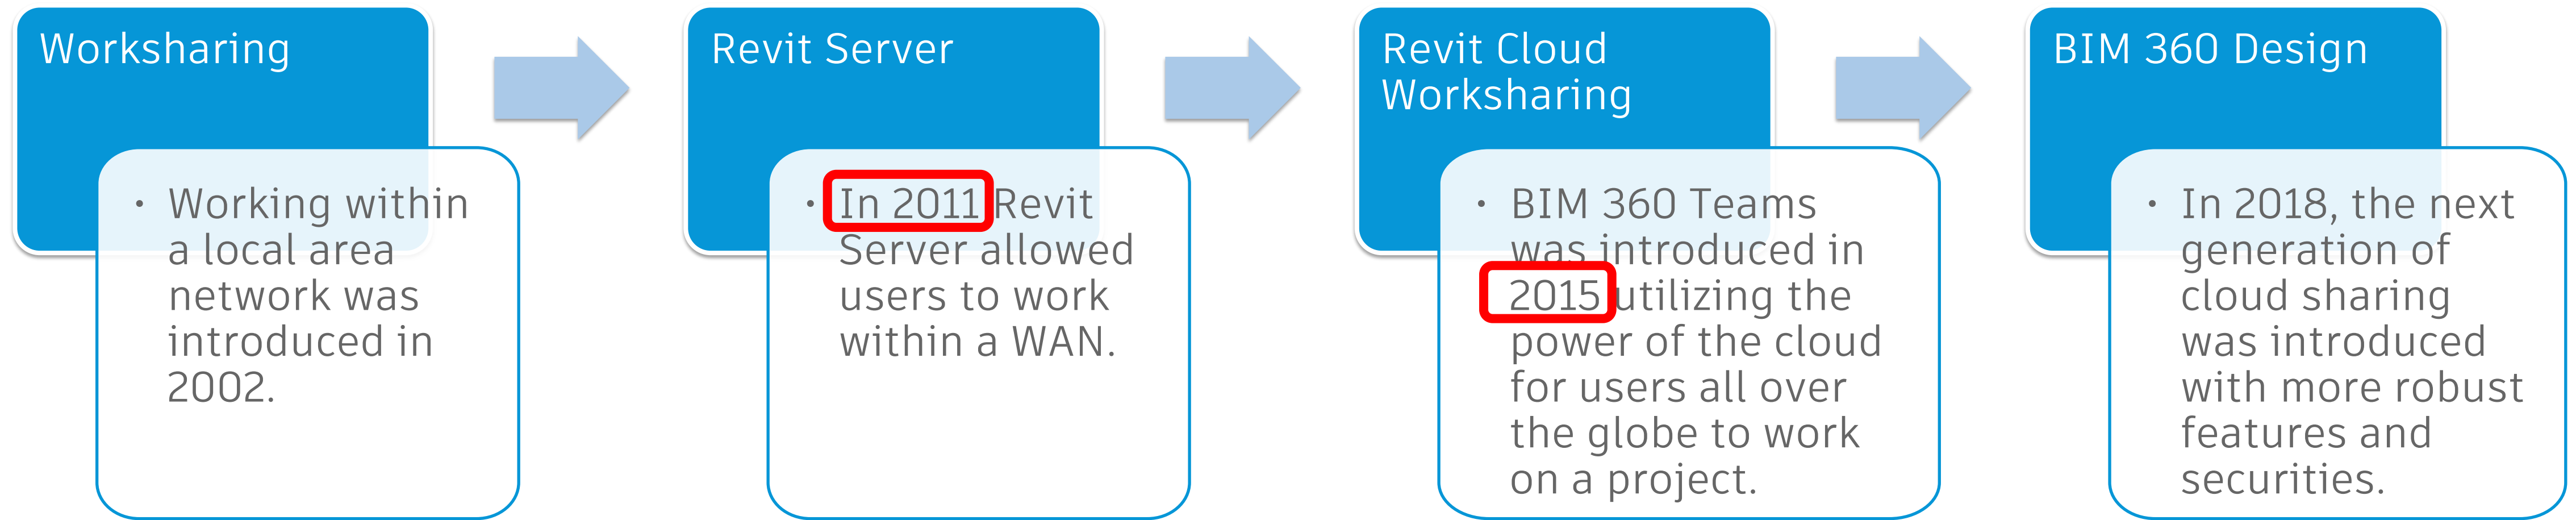 Worksharing
• Working within
a local area
network was
introduced in
2002.
Revit Server
• In 2011 Revit
Server allowed
users to work
within a WAN.
Revit Cloud
Worksharing
• BIM 360 Teams
was introduced in
2015 utilizing the
power of the cloud
for users all over
the globe to work
on a project.
BIM 360 Design
• In 2018, the next
generation of
cloud sharing
was introduced
with more robust
features and
securities.